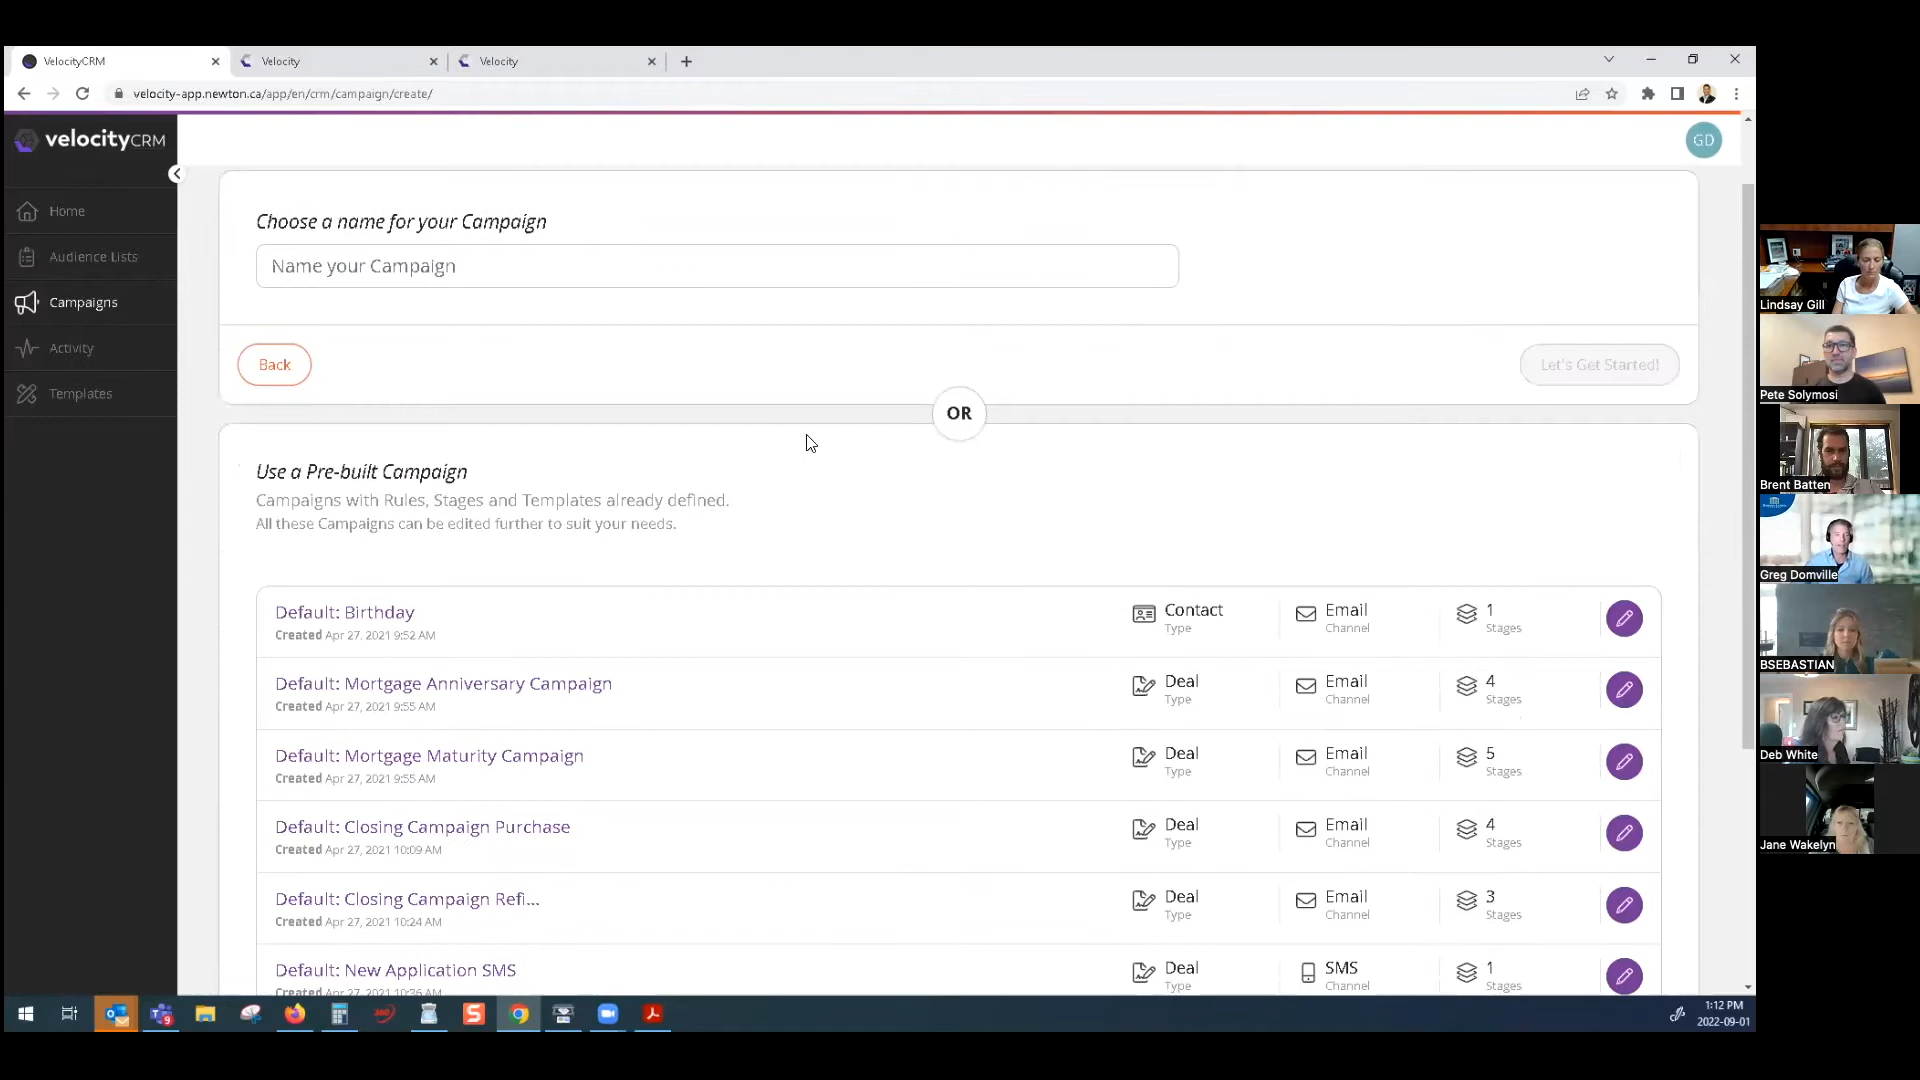 VelocityCRM
Velocity
Velocity
velocity-app.newton.ca/app/en/crm/campaign/create/
velocityCRM
GD
Home
Audience Lists
Campaigns
Activity
Templates
Choose a name for your Campaign
Name your Campaign
Back
Let's Get Started!
OR
Use a Pre-built Campaign
Campaigns with Rules, Stages and Templates already defined.
All these Campaigns can be edited further to suit your needs.
Default: Birthday
Created Apr 27, 2021 9:52 AM
Contact
Type
Email
Channel
1
Stages
Default: Mortgage Anniversary Campaign
Created Apr 27, 2021 9:55 AM
Deal
Type
Email
Channel
4
Stages
Default: Mortgage Maturity Campaign
Created Apr 27, 2021 9:55 AM
Deal
Type
Email
Channel
5
Stages
Default: Closing Campaign Purchase
Created Apr 27, 2021 10:09 AM
Deal
Type
Email
Channel
4
Stages
Default: Closing Campaign Refi...
Created Apr 27, 2021 10:24 AM
Deal
Type
Email
Channel
3
Stages
Default: New Application SMS
Created Apr 27, 2021 10:36 AM
Deal
Type
SMS
Channel
1
Stages
Lindsay Gill
Pete Solymosi
Brent Batten
Greg Domville
BSEBASTIAN
Deb White
Jane Wakelyn
1:12 PM
2022-09-01